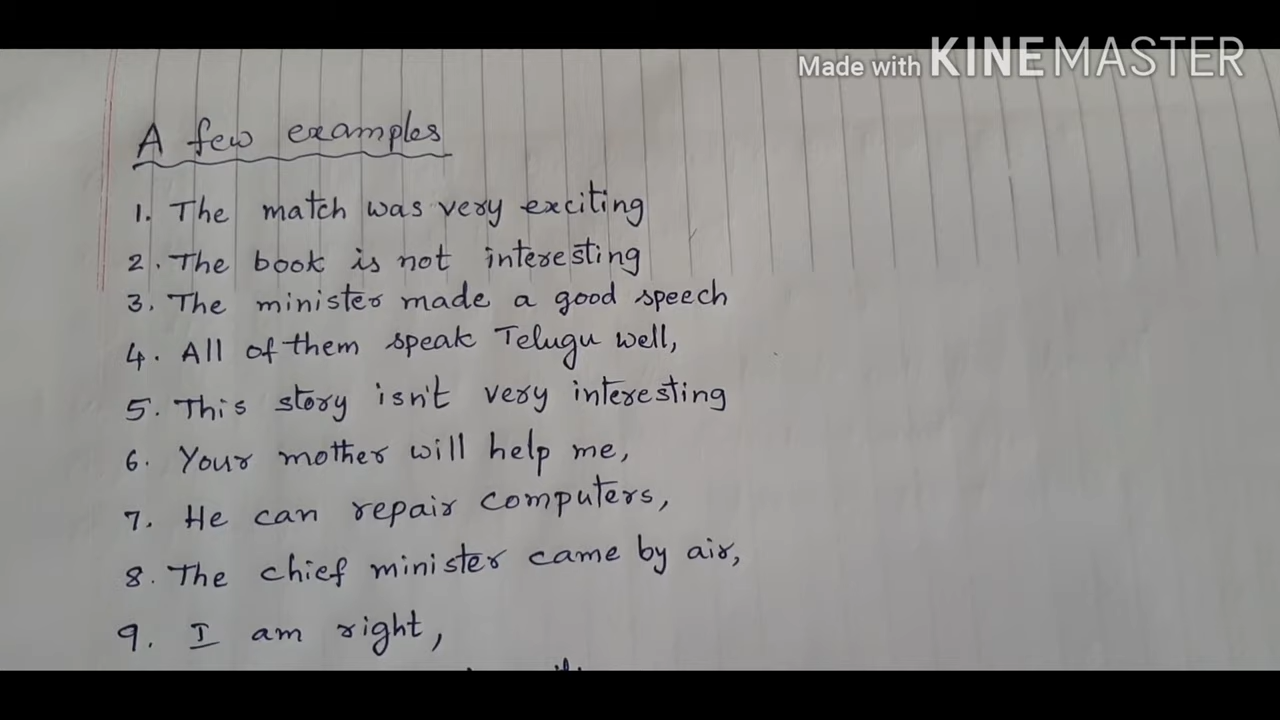 Made with KINEMASTER
A few examples
1. The match was very exciting
2. The book is not interesting
3. The minister made a good speech
4. All of them speak Telugu well,
5. This story isn't very interesting
6. Your mother will help me,
7. He can repair computers,
8. The chief minister came by air,
9. I am right,